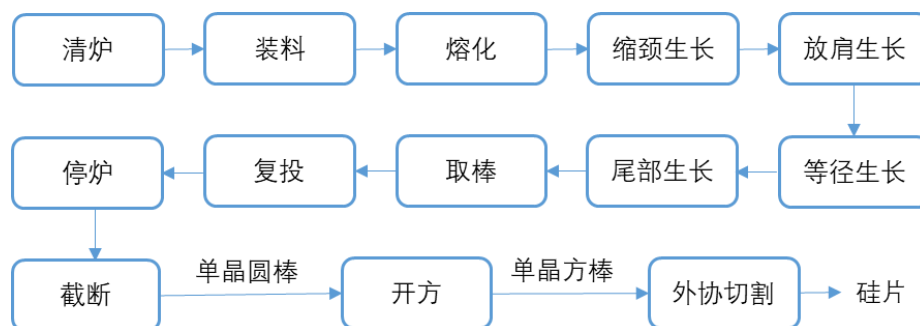 清炉
装料
熔化
缩颈生长
放肩生长
停炉
复投
取棒
尾部生长
等径生长
截断
单晶圆棒
开方
单晶方棒
外协切割
硅片